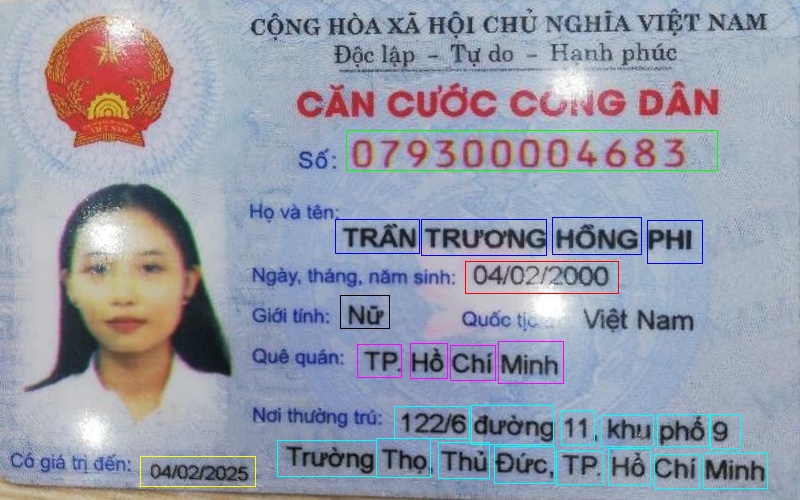 CỘNG HÒA XÃ HỘI CHỦ NGHĨA VIỆT NAM
Độc lập - Tự do - Hạnh phúc
CĂN CƯỚC CÔNG DÂN
Số: 079300004683
Họ và tên:
TRẦN TRƯƠNG HỒNG PHI
Ngày, tháng, năm sinh: 04/02/2000
Giới tính: Nữ Quốc Việt Nam
Quê quán: TP. Hồ Chí Minh
Nơi thường trú: 122/6 đường 11, khu phố 9
Trường Thọ, Thủ Đức, TP. Hồ Chí Minh
Có giá trị đến: 04/02/2025
VIỆT NAM